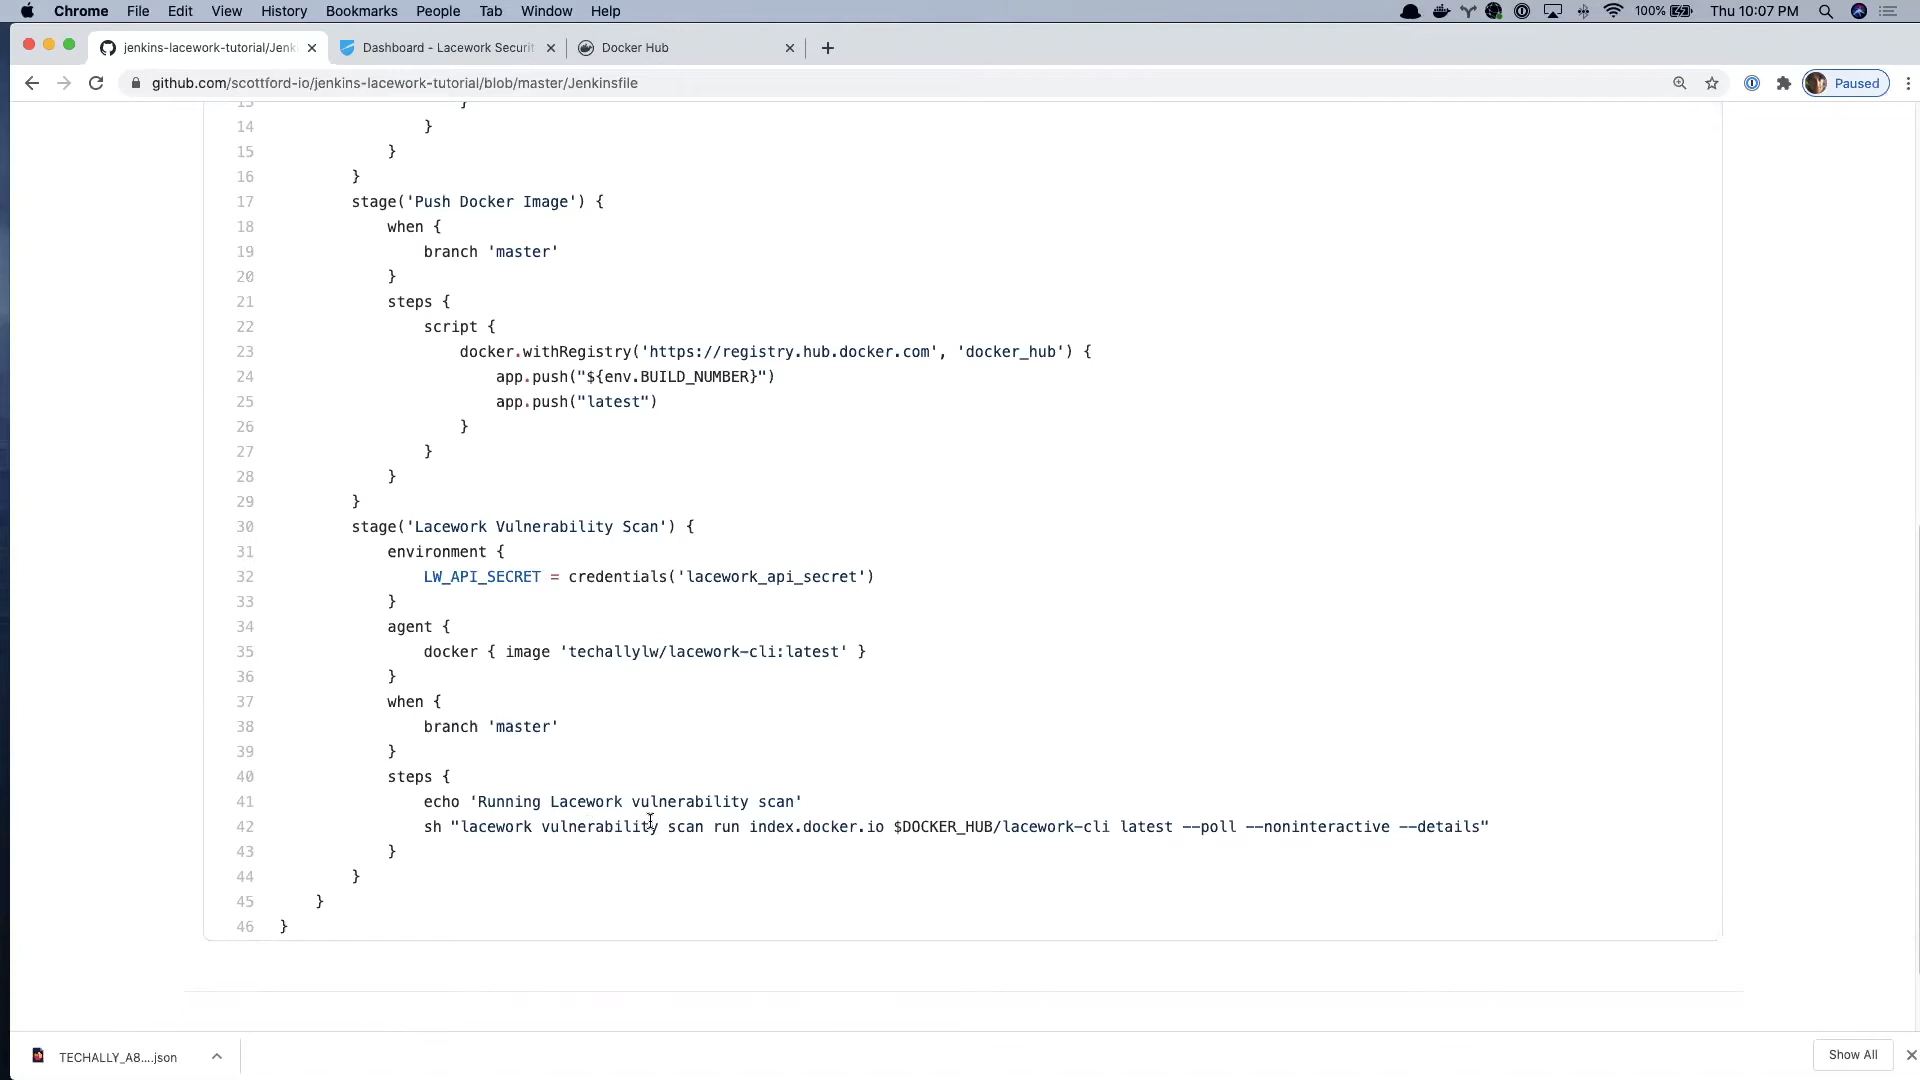 Chrome File Edit View History Bookmarks People Tab Window Help 100% Thu 10:07 PM
jenkins-lacework-tutorial/Jenki Dashboard - Lacework Securit Docker Hub
github.com/scottford-io/jenkins-lacework-tutorial/blob/master/Jenkinsfile Paused
13 }
14 }
15 }
16 }
17 stage('Push Docker Image') {
18 when {
19 branch 'master'
20 }
21 steps {
22 script {
23 docker.withRegistry('https://registry.hub.docker.com', 'docker_hub') {
24 app.push("${env.BUILD_NUMBER}")
25 app.push("latest")
26 }
27 }
28 }
29 }
30 stage('Lacework Vulnerability Scan') {
31 environment {
32 LW_API_SECRET = credentials('lacework_api_secret')
33 }
34 agent {
35 docker { image 'techallylw/lacework-cli:latest' }
36 }
37 when {
38 branch 'master'
39 }
40 steps {
41 echo 'Running Lacework vulnerability scan'
42 sh "lacework vulnerability scan run index.docker.io $DOCKER_HUB/lacework-cli latest --poll --noninteractive --details"
43 }
44 }
45 }
46 }
TECHALLY_A8....json Show All